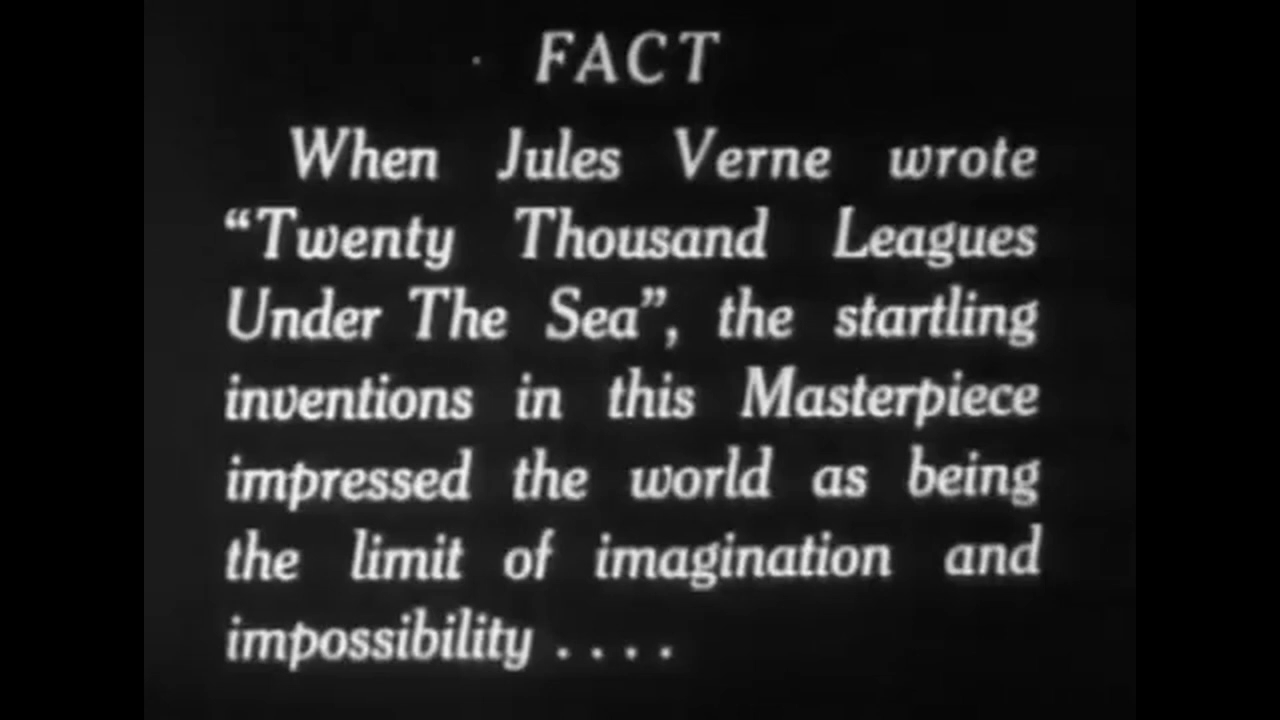 FACT
When Jules Verne wrote
“Twenty Thousand Leagues
Under The Sea”, the startling
inventions in this Masterpiece
impressed the world as being
the limit of imagination and
impossibility . . . .